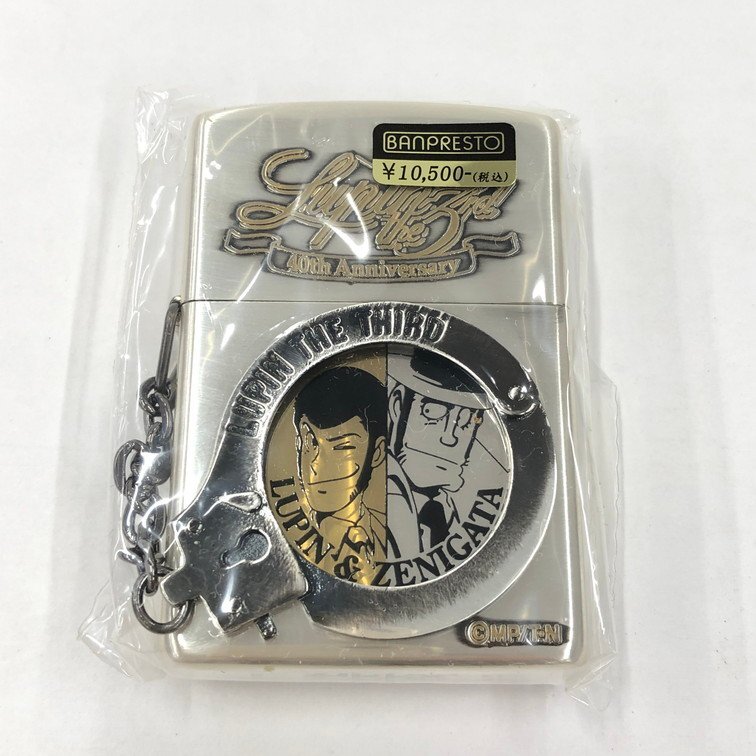 BANPRESTO
¥10,500-(税込)
Lupin the 3rd
40th Anniversary
LUPIN THE THIRD
LUPIN & ZENIGATA
©MP/T・N